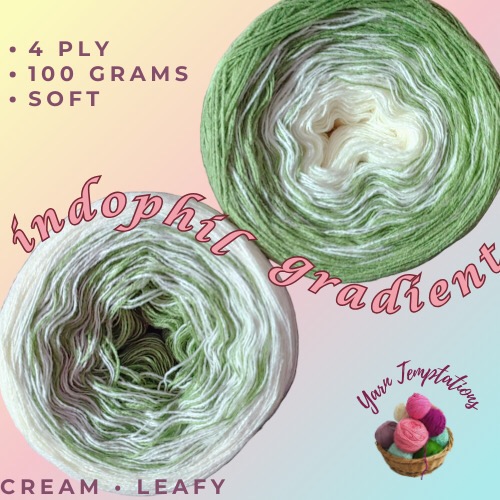 • 4 PLY
• 100 GRAMS
• SOFT
indophil gradient
Yarn Temptations
CREAM • LEAFY